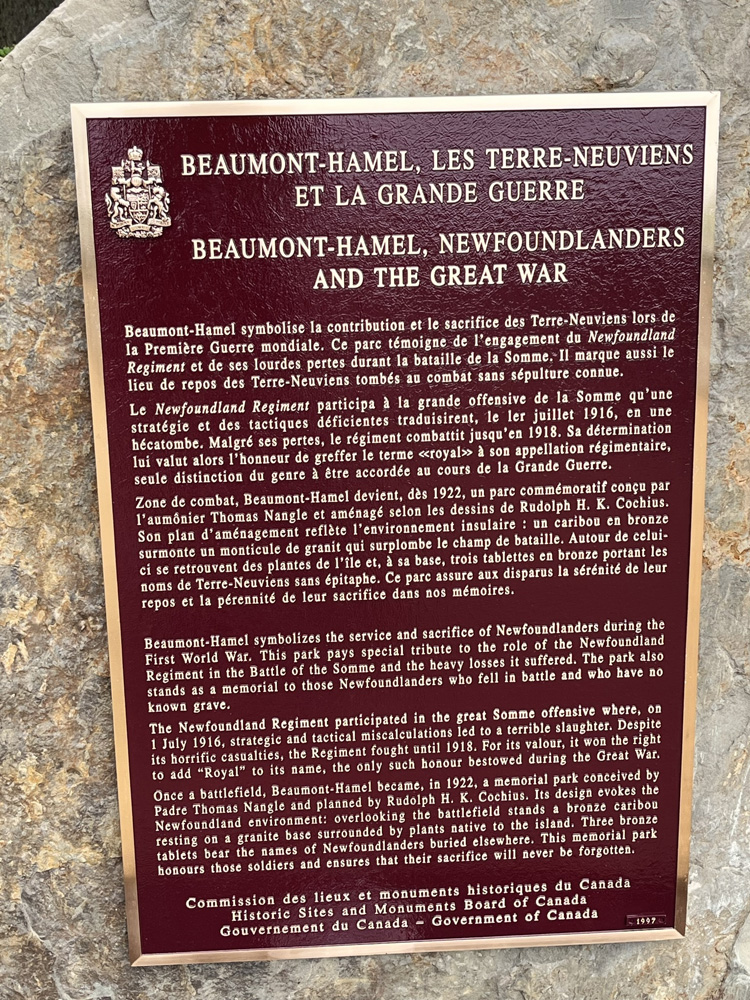 BEAUMONT-HAMEL, LES TERRE-NEUVIENS
ET LA GRANDE GUERRE
BEAUMONT-HAMEL, NEWFOUNDLANDERS
AND THE GREAT WAR
Beaumont-Hamel symbolise la contribution et le sacrifice des Terre-Neuviens lors de
la Première Guerre mondiale. Ce parc témoigne de l'engagement du Newfoundland
Regiment et de ses lourdes pertes durant la bataille de la Somme. Il marque aussi le
lieu de repos des Terre-Neuviens tombés au combat sans sépulture connue.
Le Newfoundland Regiment participa à la grande offensive de la Somme qu'une
stratégie et des tactiques déficientes traduisirent, le 1er juillet 1916, en une
hécatombe. Malgré ses pertes, le régiment combattit jusqu'en 1918. Sa détermination
lui valut alors l'honneur de greffer le terme «royal» à son appellation régimentaire,
seule distinction du genre à être accordée au cours de la Grande Guerre.
Zone de combat, Beaumont-Hamel devient, dès 1922, un parc commémoratif conçu par
l'aumônier Thomas Nangle et aménagé selon les dessins de Rudolph H. K. Cochius.
Son plan d'aménagement reflète l'environnement insulaire : un caribou en bronze
surmonte un monticule de granit qui surplombe le champ de bataille. Autour de celui-
ci se retrouvent des plantes de l'île et, à sa base, trois tablettes en bronze portant les
noms de Terre-Neuviens sans épitaphe. Ce parc assure aux disparus la sérénité de leur
repos et la pérennité de leur sacrifice dans nos mémoires.
Beaumont-Hamel symbolizes the service and sacrifice of Newfoundlanders during the
First World War. This park pays special tribute to the role of the Newfoundland
Regiment in the Battle of the Somme and the heavy losses it suffered. The park also
stands as a memorial to those Newfoundlanders who fell in battle and who have no
known grave.
The Newfoundland Regiment participated in the great Somme offensive where, on
1 July 1916, strategic and tactical miscalculations led to a terrible slaughter. Despite
its horrific casualties, the Regiment fought until 1918. For its valour, it won the right
to add "Royal" to its name, the only such honour bestowed during the Great War.
Once a battlefield, Beaumont-Hamel became, in 1922, a memorial park conceived by
Padre Thomas Nangle and planned by Rudolph H. K. Cochius. Its design evokes the
Newfoundland environment: overlooking the battlefield stands a bronze caribou
resting on a granite base surrounded by plants native to the island. Three bronze
tablets bear the names of Newfoundlanders buried elsewhere. This memorial park
honours those soldiers and ensures that their sacrifice will never be forgotten.
Commission des lieux et monuments historiques du Canada
Historic Sites and Monuments Board of Canada
Gouvernement du Canada – Government of Canada
1997